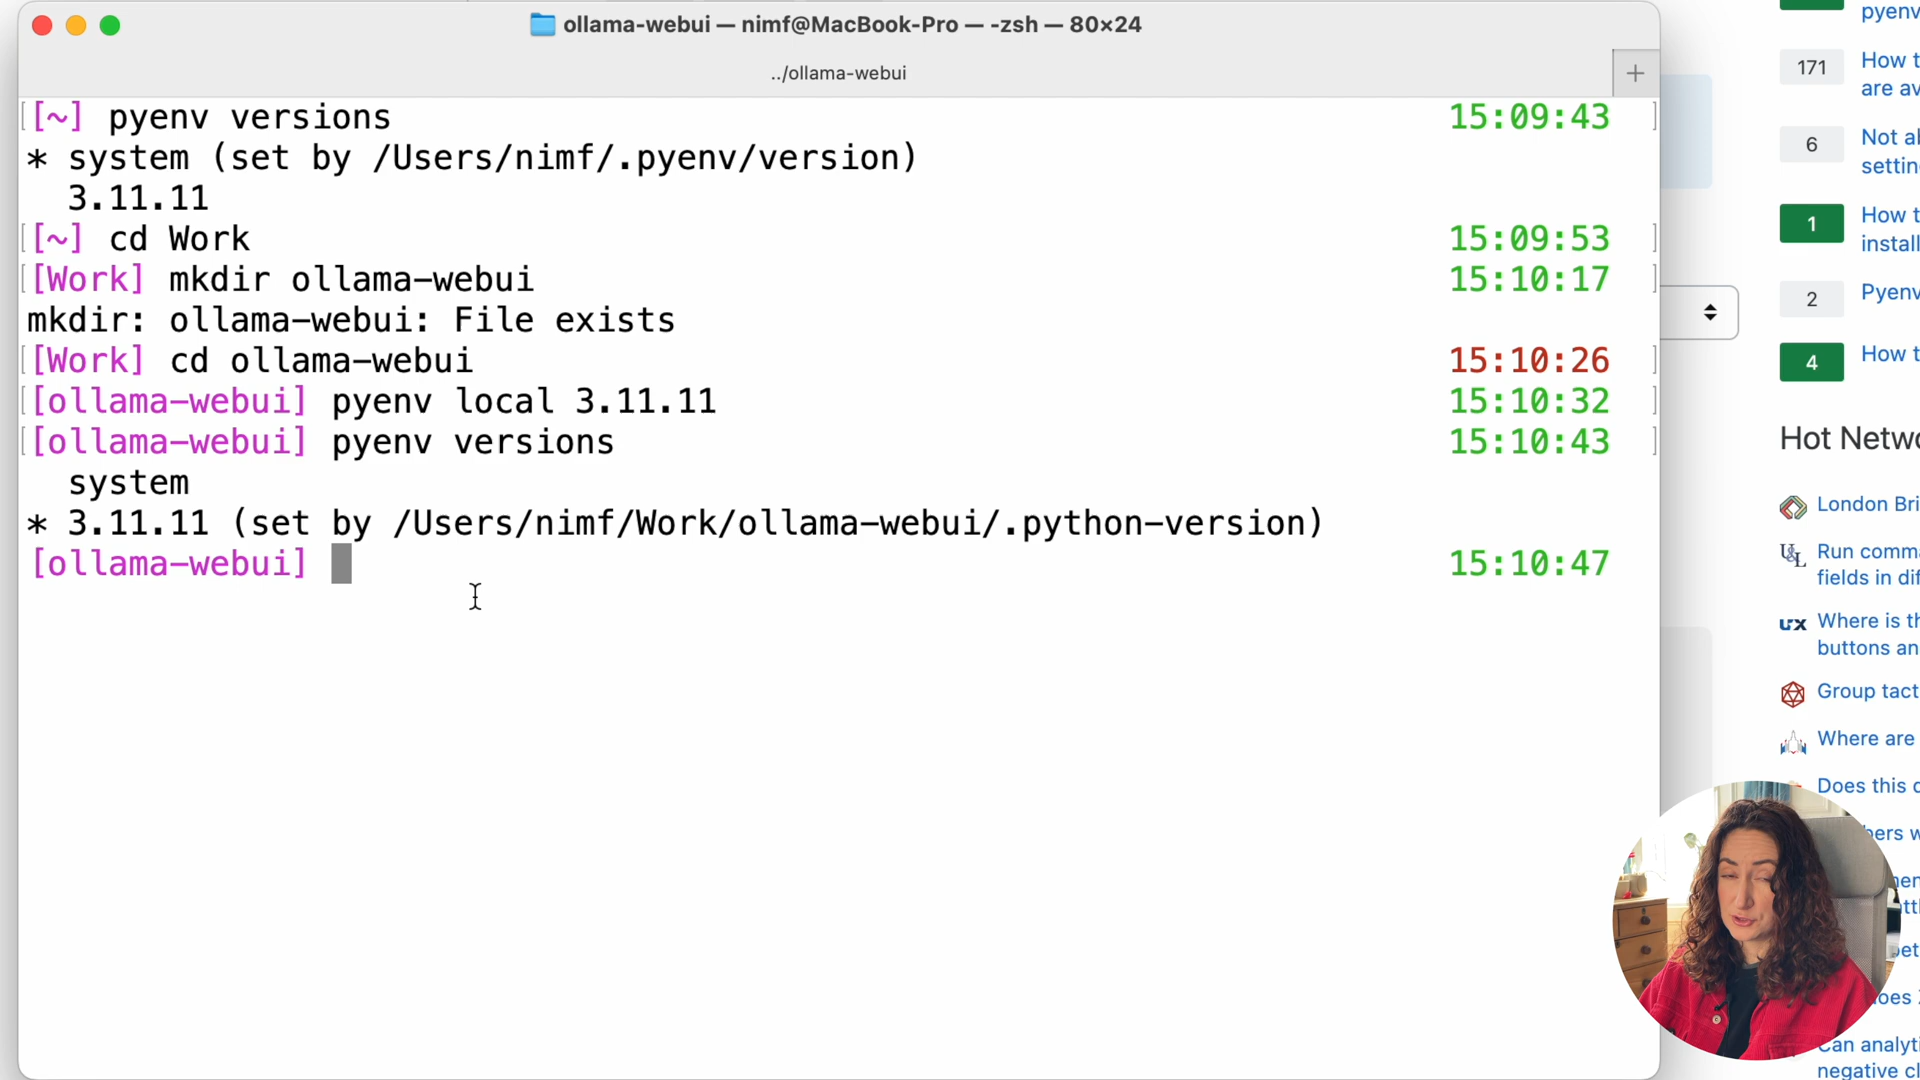 ollama-webui — nimf@MacBook-Pro — -zsh — 80×24
../ollama-webui
[~] pyenv versions 15:09:43
* system (set by /Users/nimf/.pyenv/version)
3.11.11
[~] cd Work 15:09:53
[Work] mkdir ollama-webui 15:10:17
mkdir: ollama-webui: File exists
[Work] cd ollama-webui 15:10:26
[ollama-webui] pyenv local 3.11.11 15:10:32
[ollama-webui] pyenv versions 15:10:43
system
* 3.11.11 (set by /Users/nimf/Work/ollama-webui/.python-version)
[ollama-webui] 15:10:47
pyenv
171 How t
are av
6 Not al
settin
1 How t
install
2 Pyenv
4 How t
Hot Netwo
London Bri
U&L Run comma
fields in dif
ux Where is th
buttons an
Group tact
Where are
Does this
Can analyti
negative cl